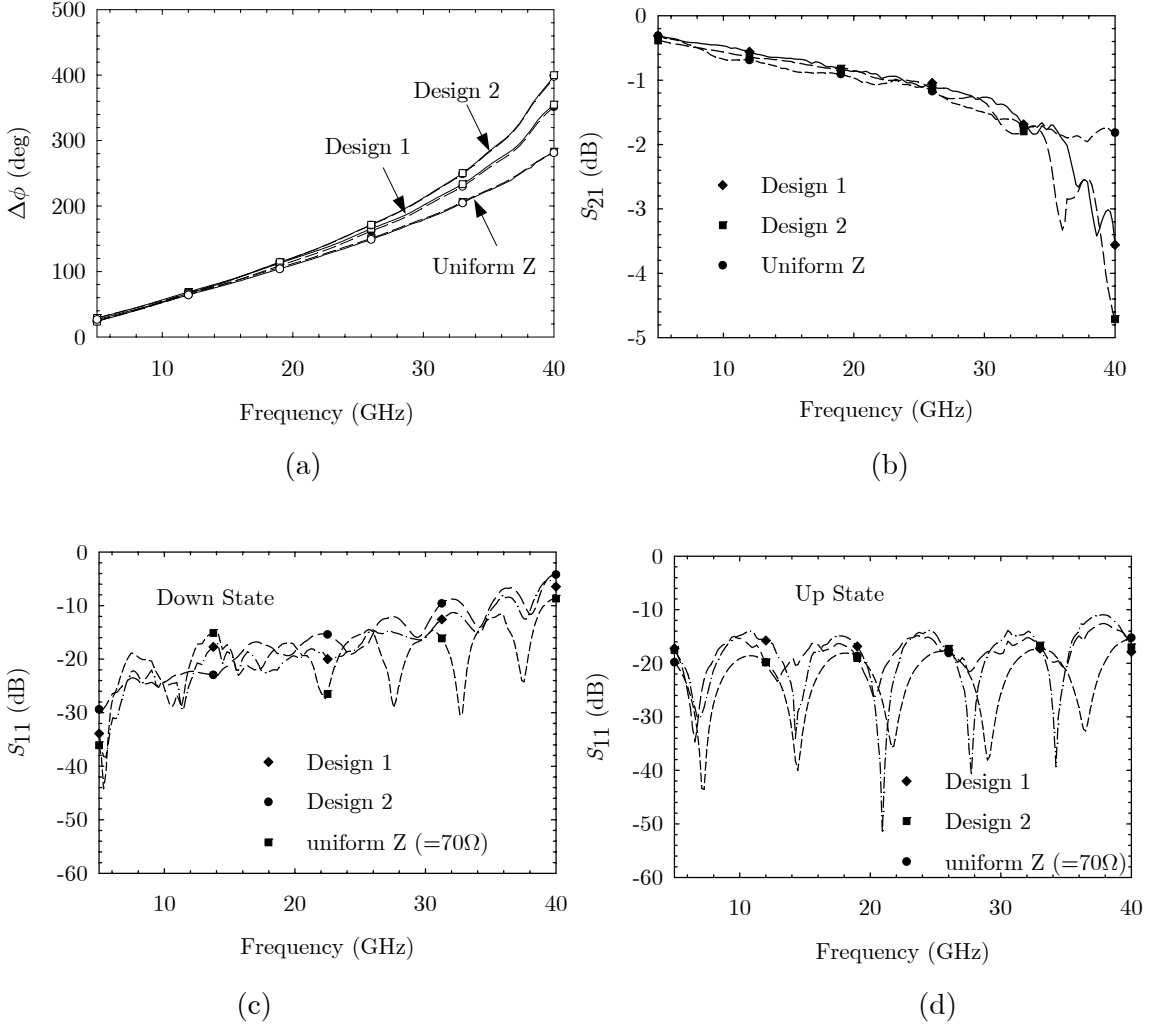 500
400
300
200
100
0
Δϕ (deg)
Design 2
Design 1
Uniform Z
10
20
30
40
Frequency (GHz)
(a)
0
-1
-2
-3
-4
-5
S21 (dB)
Design 1
Design 2
Uniform Z
10
20
30
40
Frequency (GHz)
(b)
0
-10
-20
-30
-40
-50
-60
S11 (dB)
Down State
Design 1
Design 2
uniform Z (=70Ω)
10
20
30
40
Frequency (GHz)
(c)
0
-10
-20
-30
-40
-50
-60
S11 (dB)
Up State
Design 1
Design 2
uniform Z (=70Ω)
10
20
30
40
Frequency (GHz)
(d)